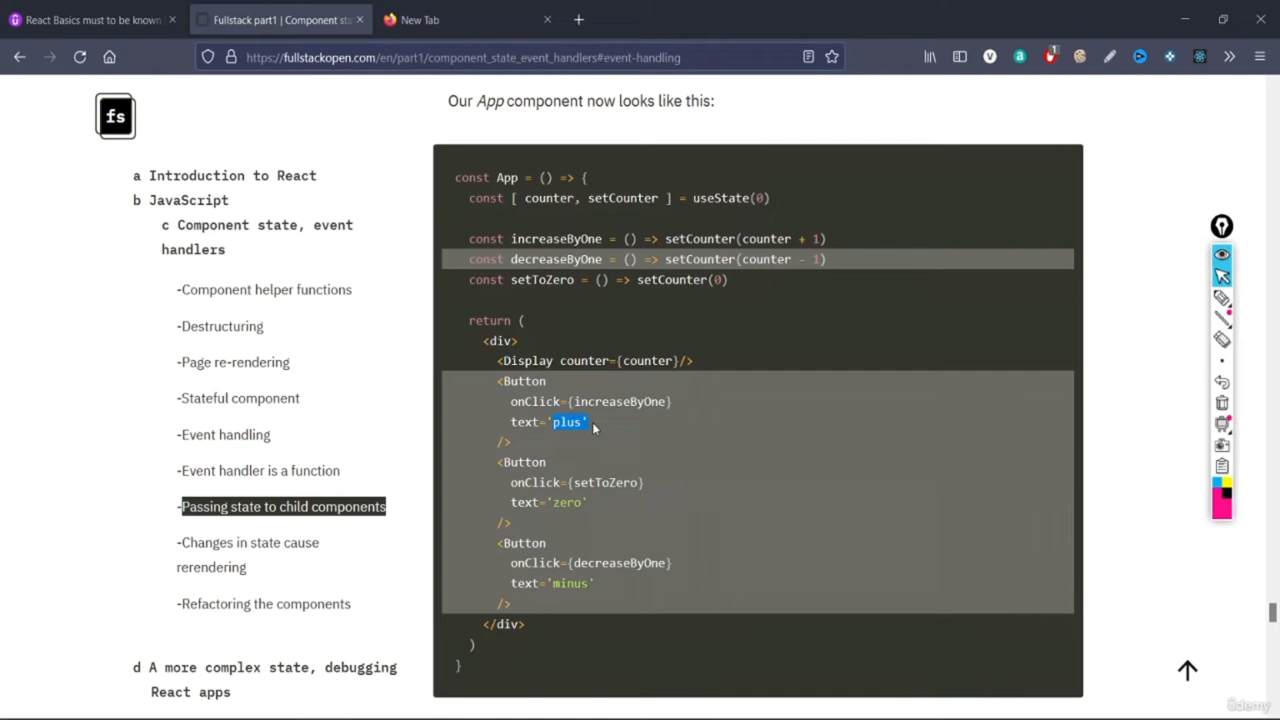 React Basics must to be known
Fullstack part1 | Component sta
New Tab
https://fullstackopen.com/en/part1/component_state_event_handlers#event-handling
1
fs
a Introduction to React
b JavaScript
c Component state, event
handlers
-Component helper functions
-Destructuring
-Page re-rendering
-Stateful component
-Event handling
-Event handler is a function
-Passing state to child components
-Changes in state cause
rerendering
-Refactoring the components
d A more complex state, debugging
React apps
Our App component now looks like this:
const App = () => {
const [ counter, setCounter ] = useState(0)
const increaseByOne = () => setCounter(counter + 1)
const decreaseByOne = () => setCounter(counter - 1)
const setToZero = () => setCounter(0)
return (
<div>
<Display counter={counter}/>
<Button
onClick={increaseByOne}
text='plus'
/>
<Button
onClick={setToZero}
text='zero'
/>
<Button
onClick={decreaseByOne}
text='minus'
/>
</div>
)
}
ûdemy